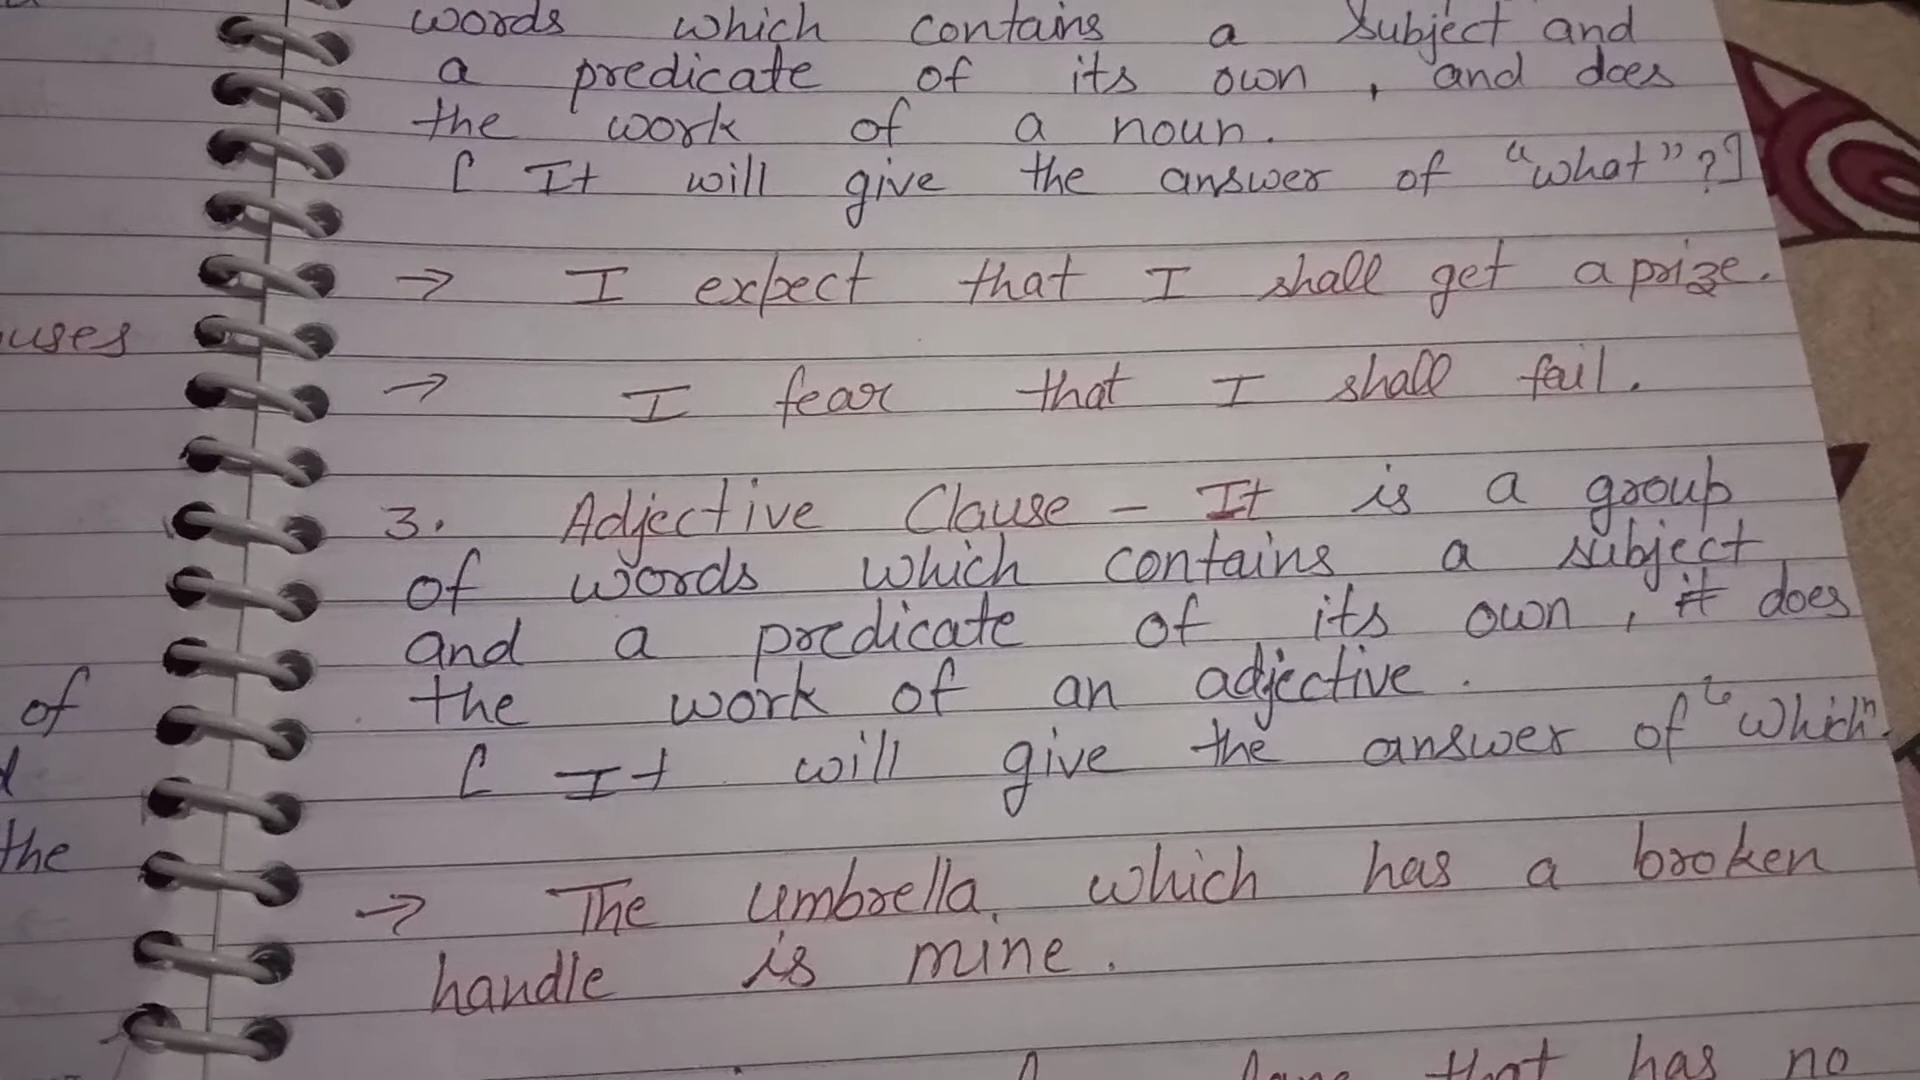 words which contains a subject and
a predicate of its own, and does
the work of a noun.
[ It will give the answer of "what"?]
→ I expect that I shall get a prize.
→ I fear that I shall fail.
3. Adjective Clause - It is a group
of words which contains a subject
and a predicate of its own, it does
the work of an adjective.
[ It will give the answer of "Which".
→ The umbrella, which has a broken
handle is mine.
that has no
uses
of
the